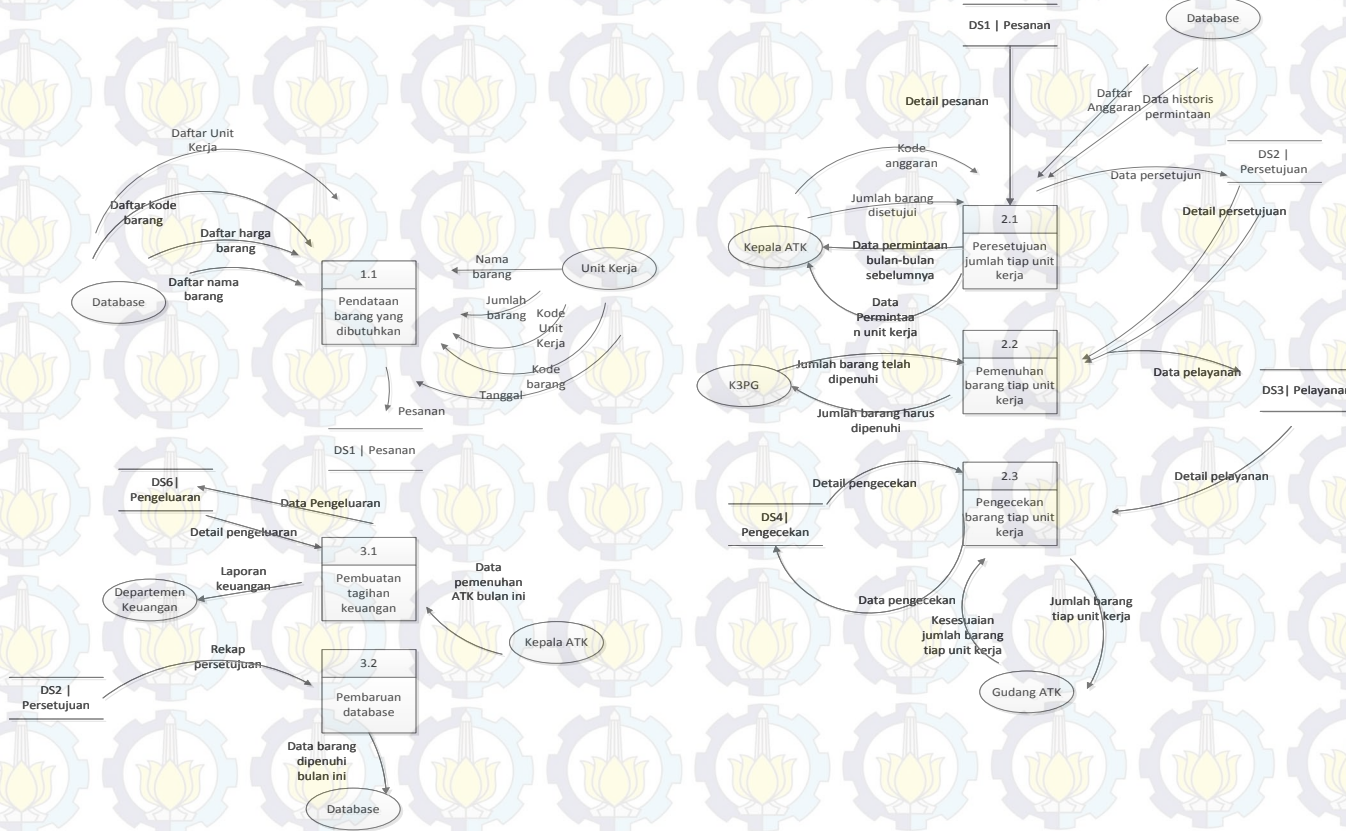 Daftar Unit
Kerja
Daftar kode
barang
Daftar harga
barang
Daftar nama
barang
Database
1.1
Pendataan
barang yang
dibutuhkan
Nama
barang
Unit Kerja
Jumlah
barang
Kode
Unit
Kerja
Kode
barang
Tanggal
Pesanan
DS1 | Pesanan
DS6|
Pengeluaran
Data Pengeluaran
Detail pengeluaran
3.1
Pembuatan
tagihan
keuangan
Laporan
keuangan
Departemen
Keuangan
Data
pemenuhan
ATK bulan ini
Kepala ATK
Rekap
persetujuan
DS2 |
Persetujuan
3.2
Pembaruan
database
Data barang
dipenuhi
bulan ini
Database
DS1 | Pesanan
Database
Detail pesanan
Daftar
Anggaran
Data historis
permintaan
Kode
anggaran
DS2 |
Persetujuan
Data persetujun
Jumlah barang
disetujui
Detail persetujuan
2.1
Peresetujuan
jumlah tiap unit
kerja
Kepala ATK
Data permintaan
bulan-bulan
sebelumnya
Data
Permintaa
n unit kerja
2.2
Pemenuhan
barang tiap unit
kerja
Jumlah barang telah
dipenuhi
K3PG
Jumlah barang harus
dipenuhi
Data pelayanan
DS3| Pelayanan
2.3
Pengecekan
barang tiap unit
kerja
Detail pengecekan
Detail pelayanan
DS4|
Pengecekan
Data pengecekan
Kesesuaian
jumlah barang
tiap unit kerja
Jumlah barang
tiap unit kerja
Gudang ATK